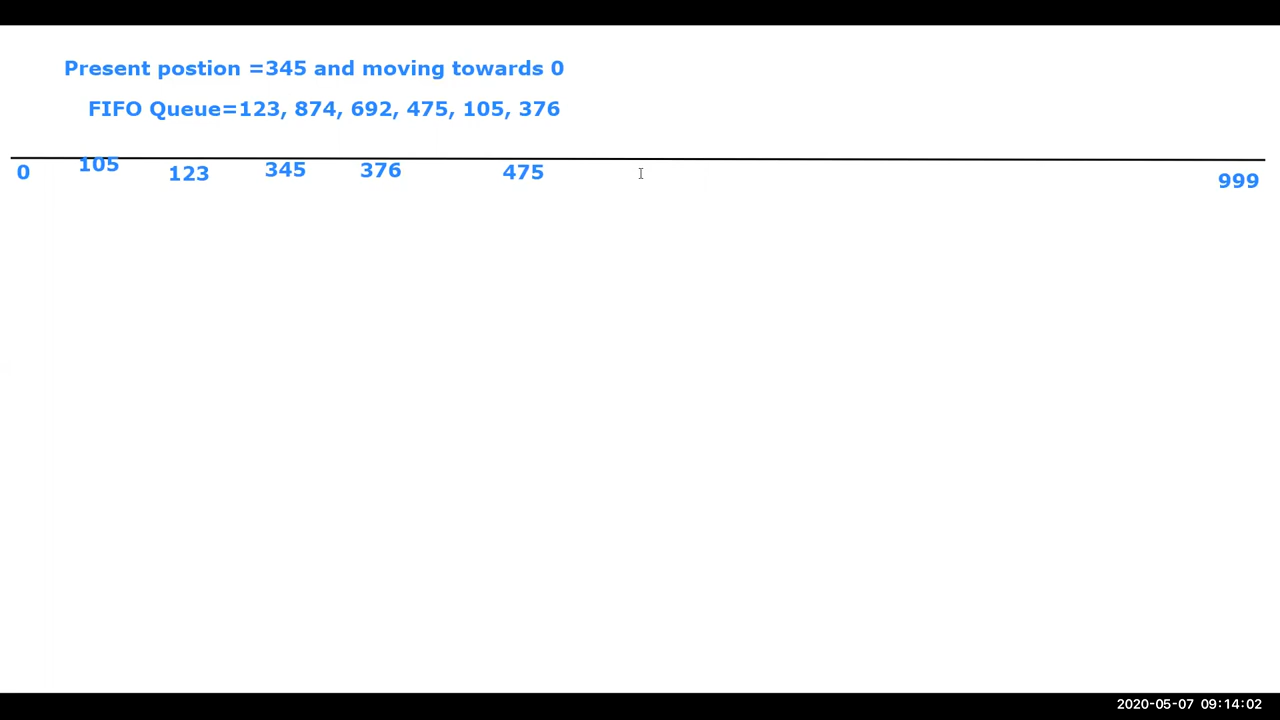 Present postion =345 and moving towards 0
FIFO Queue=123, 874, 692, 475, 105, 376
0 105 123 345 376 475 999
2020-05-07 09:14:02